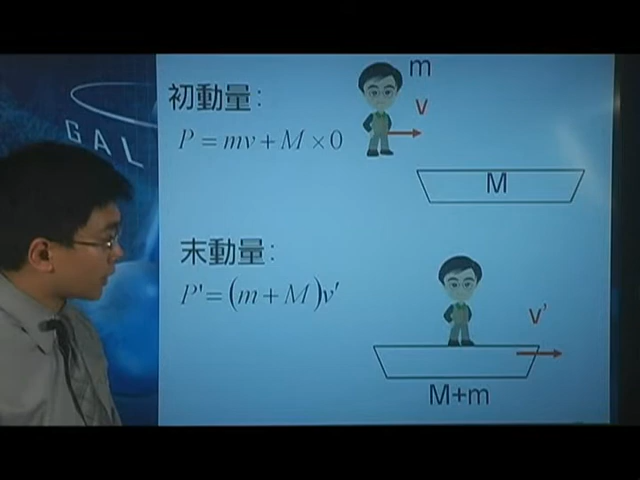 初動量：
P = mv + M × 0
m
v
M
GAL
末動量：
P' = (m + M)v'
v'
M+m